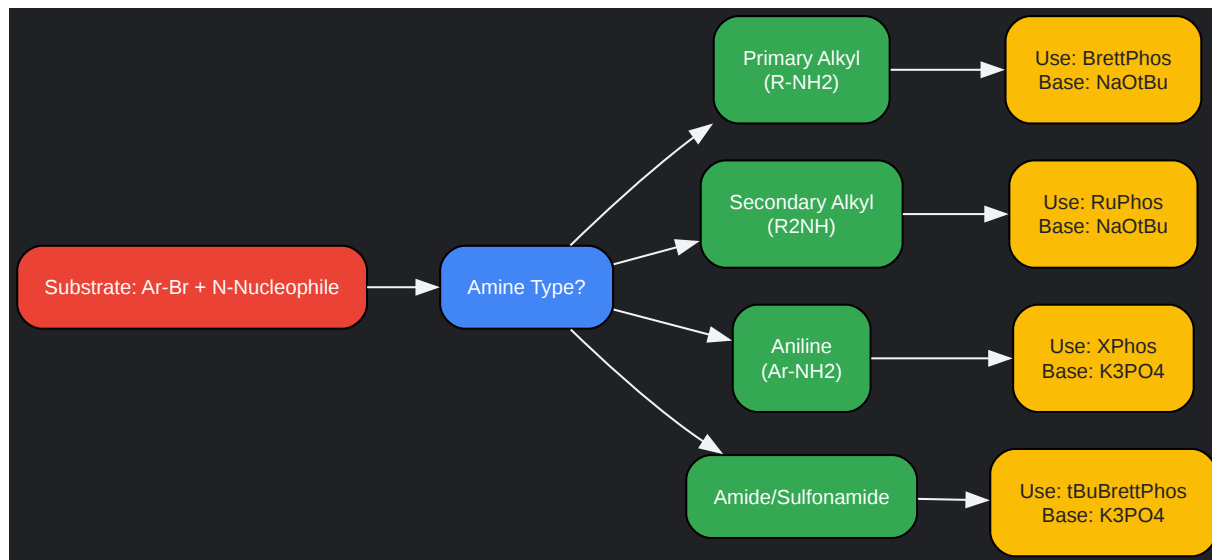 Substrate: Ar-Br + N-Nucleophile
Amine Type?
Primary Alkyl
(R-NH2)
Use: BrettPhos
Base: NaOtBu
Secondary Alkyl
(R2NH)
Use: RuPhos
Base: NaOtBu
Aniline
(Ar-NH2)
Use: XPhos
Base: K3PO4
Amide/Sulfonamide
Use: tBuBrettPhos
Base: K3PO4